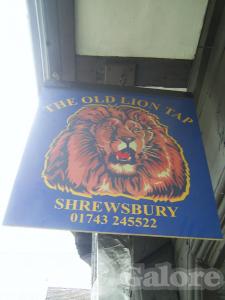 THE OLD LION TAP
SHREWSBURY
01743 245522
Galore